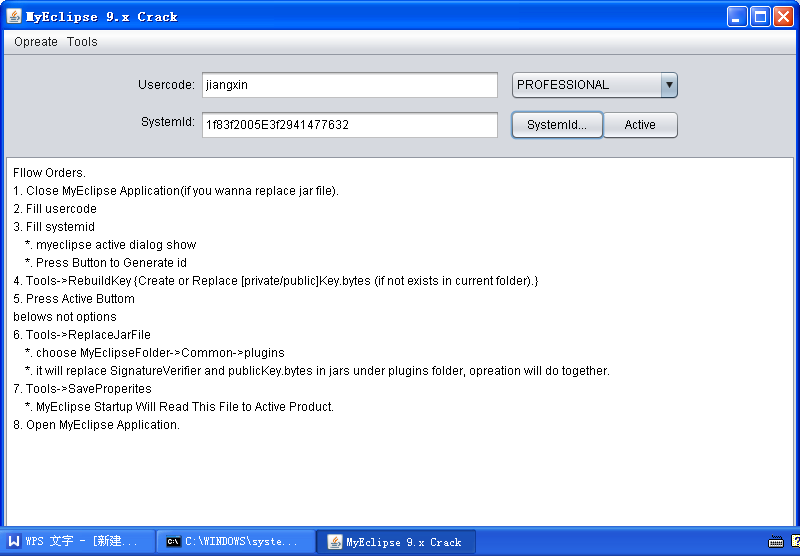 MyEclipse 9.x Crack
Opreate Tools
Usercode: jiangxin PROFESSIONAL
SystemId: 1f83f2005E3f2941477632 SystemId... Active
Fllow Orders.
1. Close MyEclipse Application(if you wanna replace jar file).
2. Fill usercode
3. Fill systemid
*. myeclipse active dialog show
*. Press Button to Generate id
4. Tools->RebuildKey {Create or Replace [private/public]Key.bytes (if not exists in current folder).}
5. Press Active Buttom
belows not options
6. Tools->ReplaceJarFile
*. choose MyEclipseFolder->Common->plugins
*. it will replace SignatureVerifier and publicKey.bytes in jars under plugins folder, opreation will do together.
7. Tools->SaveProperites
*. MyEclipse Startup Will Read This File to Active Product.
8. Open MyEclipse Application.
WPS 文字 - [新建... C:\WINDOWS\syste... MyEclipse 9.x Crack